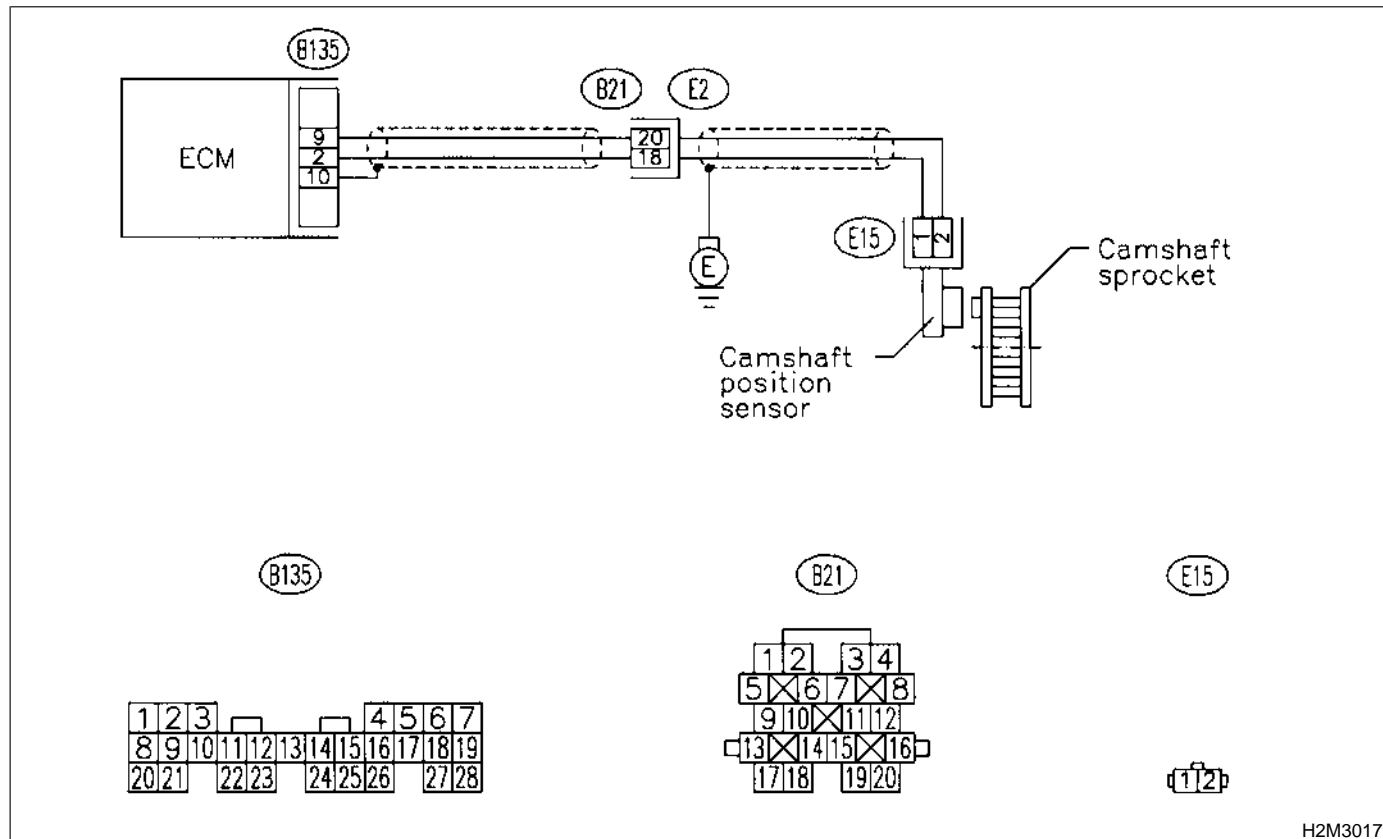 B135
B21 E2
9
2
10
ECM
20
18
E15
1 2
E
Camshaft
sprocket
Camshaft
position
sensor
B135
B21
E15
1 2 3 4 5 6 7
8 9 10 11 12 13 14 15 16 17 18 19
20 21 22 23 24 25 26 27 28
1 2 3 4
5 6 7 8
9 10 11 12
13 14 15 16
17 18 19 20
1 2
H2M3017